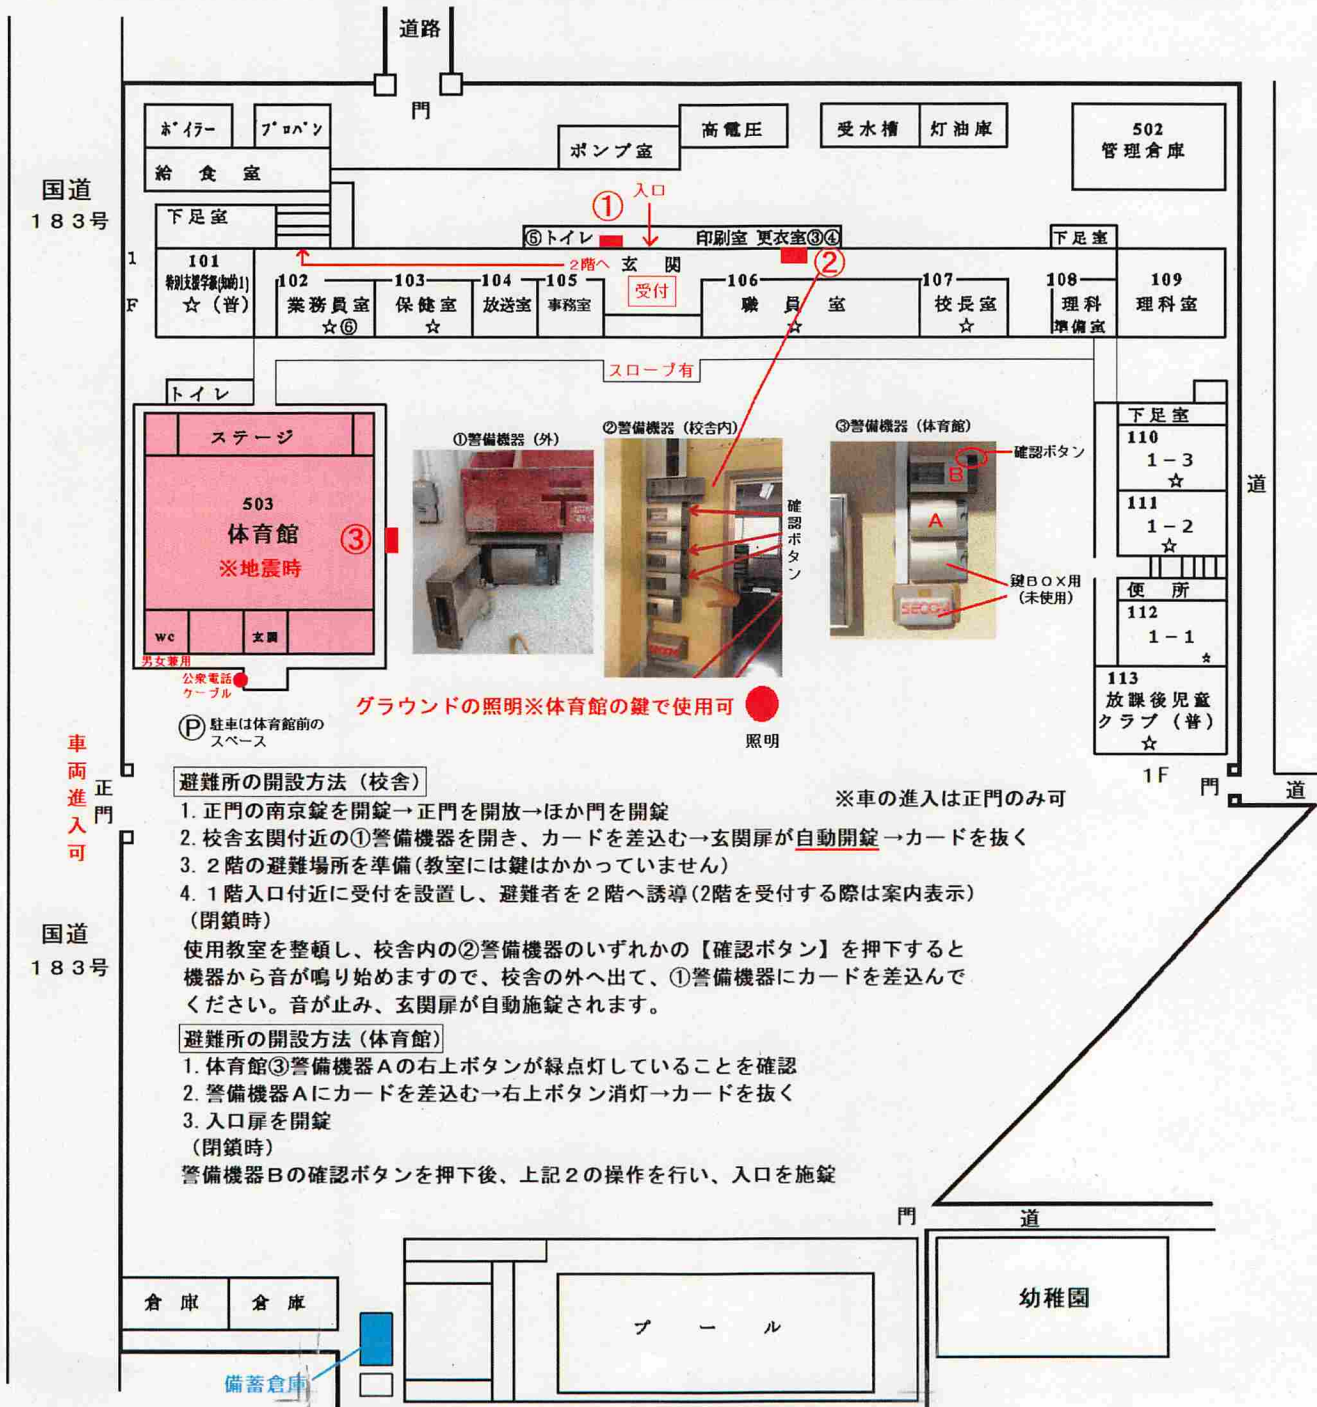 道路
門
ボイラー
プロパン
高電圧
受水槽
灯油庫
502
管理倉庫
ポンプ室
給食室
国道
183号
入口
①
下足室
⑤トイレ
印刷室 更衣室③④
下足室
1
F
101
特別支援学級(知的1)
☆(普)
2階へ
玄関
②
102
業務員室
☆⑥
103
保健室
☆
104
放送室
105
事務室
受付
106
職員室
☆
107
校長室
☆
108
理科
準備室
109
理科室
スロープ有
トイレ
ステージ
503
体育館
※地震時
③
WC
玄関
男女兼用
公衆電話
ケーブル
①警備機器(外)
②警備機器(校舎内)
確認ボタン
SECOM
③警備機器(体育館)
確認ボタン
B
A
鍵BOX用
(未使用)
SECOM
下足室
110
1-3
☆
111
1-2
☆
便所
112
1-1
☆
113
放課後児童
クラブ(普)
☆
1F
道
門
道
Ⓟ駐車は体育館前の
スペース
グラウンドの照明※体育館の鍵で使用可
照明
車両進入可
正門
避難所の開設方法(校舎)
※車の進入は正門のみ可
1. 正門の南京錠を開錠→正門を開放→ほか門を開錠
2. 校舎玄関付近の①警備機器を開き、カードを差込む→玄関扉が自動開錠→カードを抜く
3. 2階の避難場所を準備(教室には鍵はかかっていません)
4. 1階入口付近に受付を設置し、避難者を2階へ誘導(2階を受付する際は案内表示)
(閉鎖時)
使用教室を整頓し、校舎内の②警備機器のいずれかの【確認ボタン】を押下すると
機器から音が鳴り始めますので、校舎の外へ出て、①警備機器にカードを差込んで
ください。音が止み、玄関扉が自動施錠されます。
国道
183号
避難所の開設方法(体育館)
1. 体育館③警備機器Aの右上ボタンが緑点灯していることを確認
2. 警備機器Aにカードを差込む→右上ボタン消灯→カードを抜く
3. 入口扉を開錠
(閉鎖時)
警備機器Bの確認ボタンを押下後、上記2の操作を行い、入口を施錠
門
道
倉庫
倉庫
備蓄倉庫
プール
幼稚園